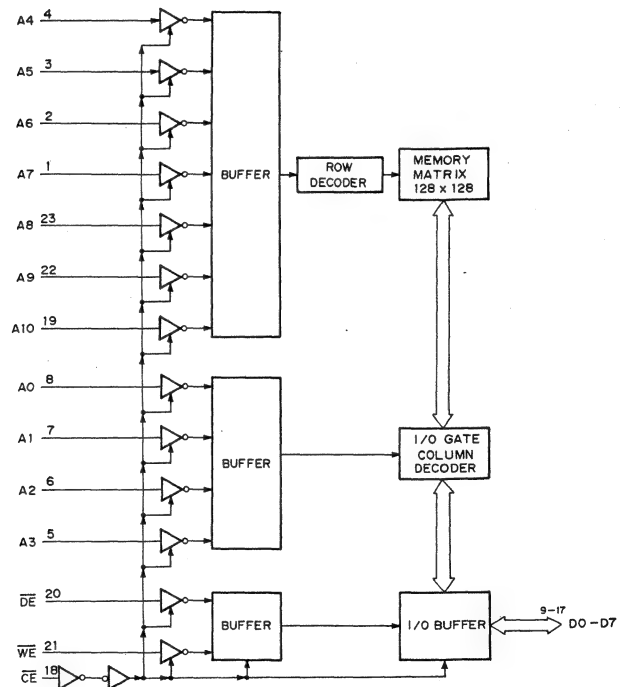 A4 4
A5 3
A6 2
A7 1
A8 23
A9 22
A10 19
BUFFER
ROW
DECODER
MEMORY
MATRIX
128 x 128
A0 8
A1 7
A2 6
A3 5
BUFFER
I/O GATE
COLUMN
DECODER
DE 20
WE 21
CE 18
BUFFER
I/O BUFFER
9-17
D0-D7